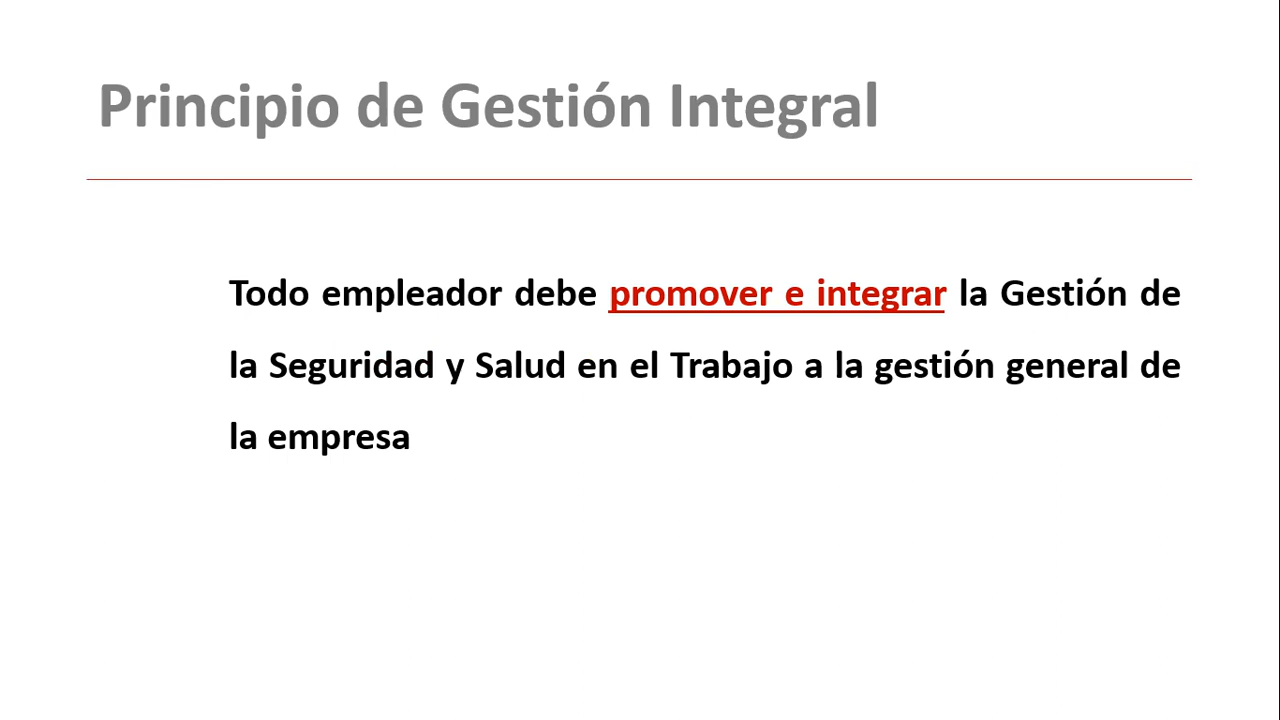 Principio de Gestión Integral
Todo empleador debe promover e integrar la Gestión de
la Seguridad y Salud en el Trabajo a la gestión general de
la empresa